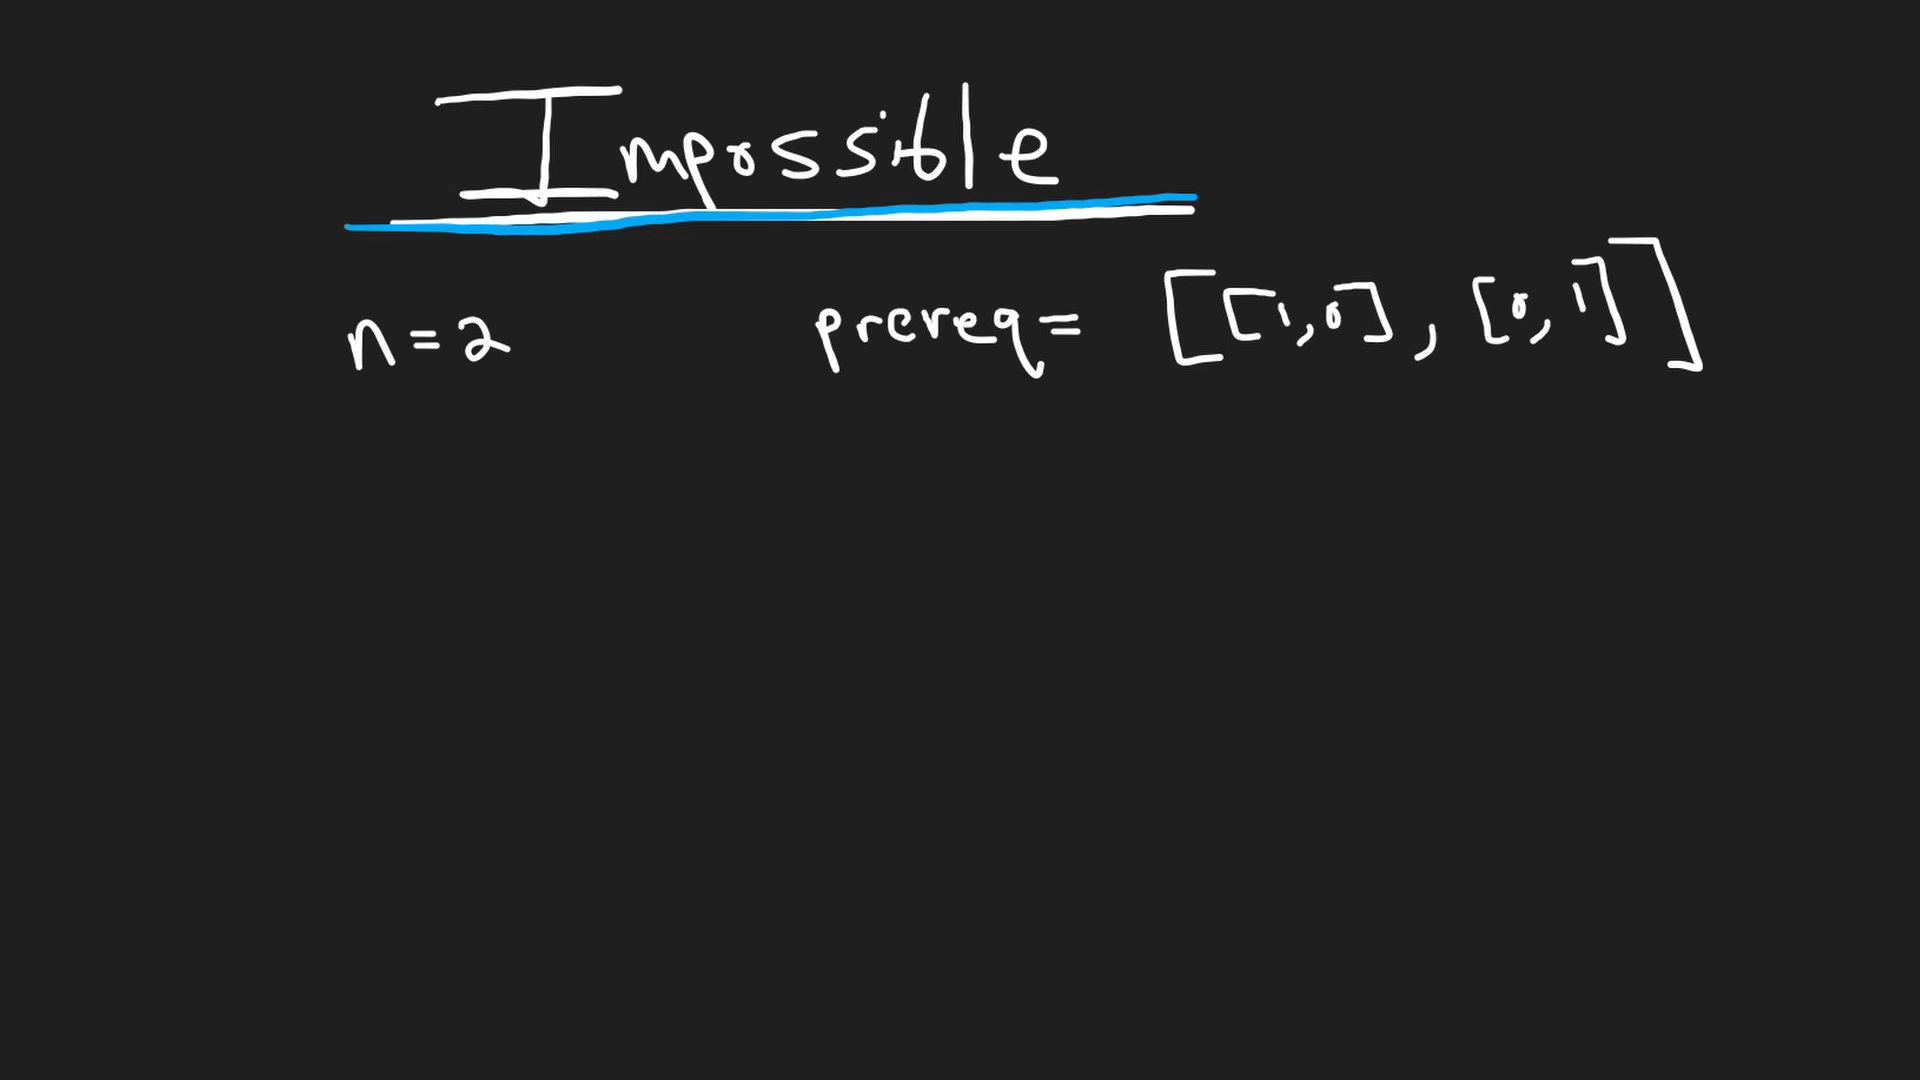 Impossible
n=2 prereq= [[1,0], [0,1]]